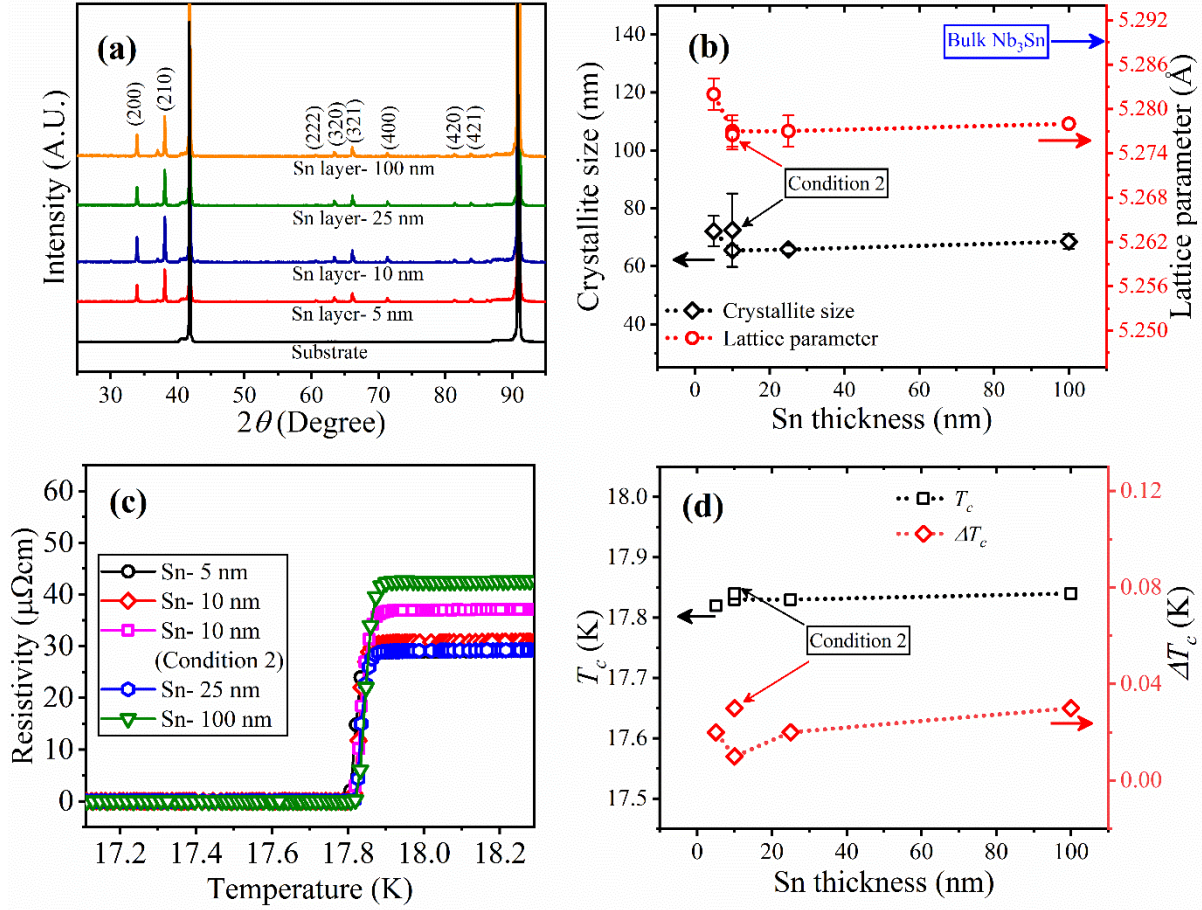 (a)
Intensity (A.U.)
(200)
(210)
(222)
(320)
(321)
(400)
(420)
(421)
Sn layer- 100 nm
Sn layer- 25 nm
Sn layer- 10 nm
Sn layer- 5 nm
Substrate
30 40 50 60 70 80 90
2θ (Degree)
(b)
Crystallite size (nm)
140
120
100
80
60
40
Bulk Nb₃Sn
Condition 2
Crystallite size
Lattice parameter
5.292
5.286
5.280
5.274
5.268
5.262
5.256
5.250
Lattice parameter (Å)
0 20 40 60 80 100
Sn thickness (nm)
(c)
Resistivity (μΩcm)
60
50
40
30
20
10
0
Sn- 5 nm
Sn- 10 nm
Sn- 10 nm
(Condition 2)
Sn- 25 nm
Sn- 100 nm
17.2 17.4 17.6 17.8 18.0 18.2
Temperature (K)
(d)
T_c (K)
18.0
17.9
17.8
17.7
17.6
17.5
T_c
ΔT_c
Condition 2
0.12
0.08
0.04
0.00
ΔT_c (K)
0 20 40 60 80 100
Sn thickness (nm)